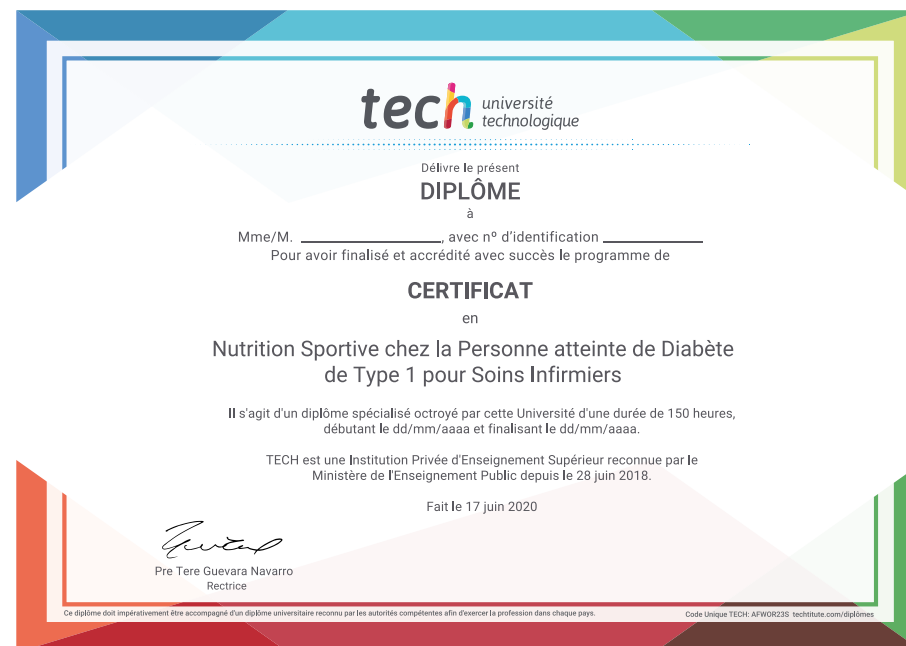 tech université
technologique
Délivre le présent
DIPLÔME
à
Mme/M. ____________________, avec nº d'identification ______________
Pour avoir finalisé et accrédité avec succès le programme de
CERTIFICAT
en
Nutrition Sportive chez la Personne atteinte de Diabète
de Type 1 pour Soins Infirmiers
Il s'agit d'un diplôme spécialisé octroyé par cette Université d'une durée de 150 heures,
débutant le dd/mm/aaaa et finalisant le dd/mm/aaaa.
TECH est une Institution Privée d'Enseignement Supérieur reconnue par le
Ministère de l'Enseignement Public depuis le 28 juin 2018.
Fait le 17 juin 2020
Pre Tere Guevara Navarro
Rectrice
Ce diplôme doit impérativement être accompagné d'un diplôme universitaire reconnu par les autorités compétentes afin d'exercer la profession dans chaque pays.
Code Unique TECH: AFWOR23S techtitute.com/diplômes